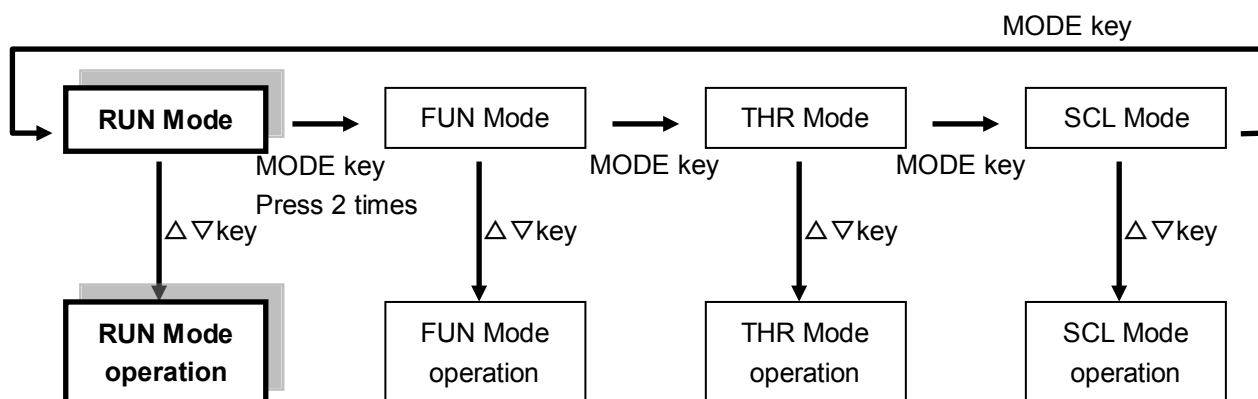 MODE key
RUN Mode
FUN Mode
THR Mode
SCL Mode
MODE key
Press 2 times
MODE key
MODE key
△▽key
△▽key
△▽key
△▽key
RUN Mode
operation
FUN Mode
operation
THR Mode
operation
SCL Mode
operation